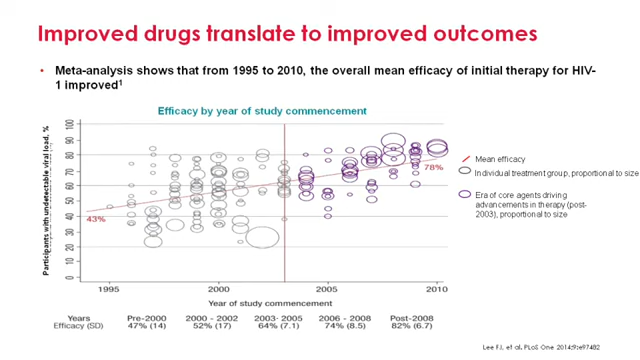 Improved drugs translate to improved outcomes
• Meta-analysis shows that from 1995 to 2010, the overall mean efficacy of initial therapy for HIV-
1 improved1
Efficacy by year of study commencement
Participants with undetectable viral load, %
100
90
80
70
60
50
40
30
20
10
0
43%
78%
1995
2000
2005
2010
Year of study commencement
Mean efficacy
Individual treatment group, proportional to size
Era of core agents driving
advancements in therapy (post-
2003), proportional to size
Years Pre-2000 2000 - 2002 2003- 2005 2006 - 2008 Post-2008
Efficacy (SD) 47% (14) 52% (17) 64% (7.1) 74% (8.5) 82% (6.7)
Lee FJ, et al. PLoS One 2014;9:e97482